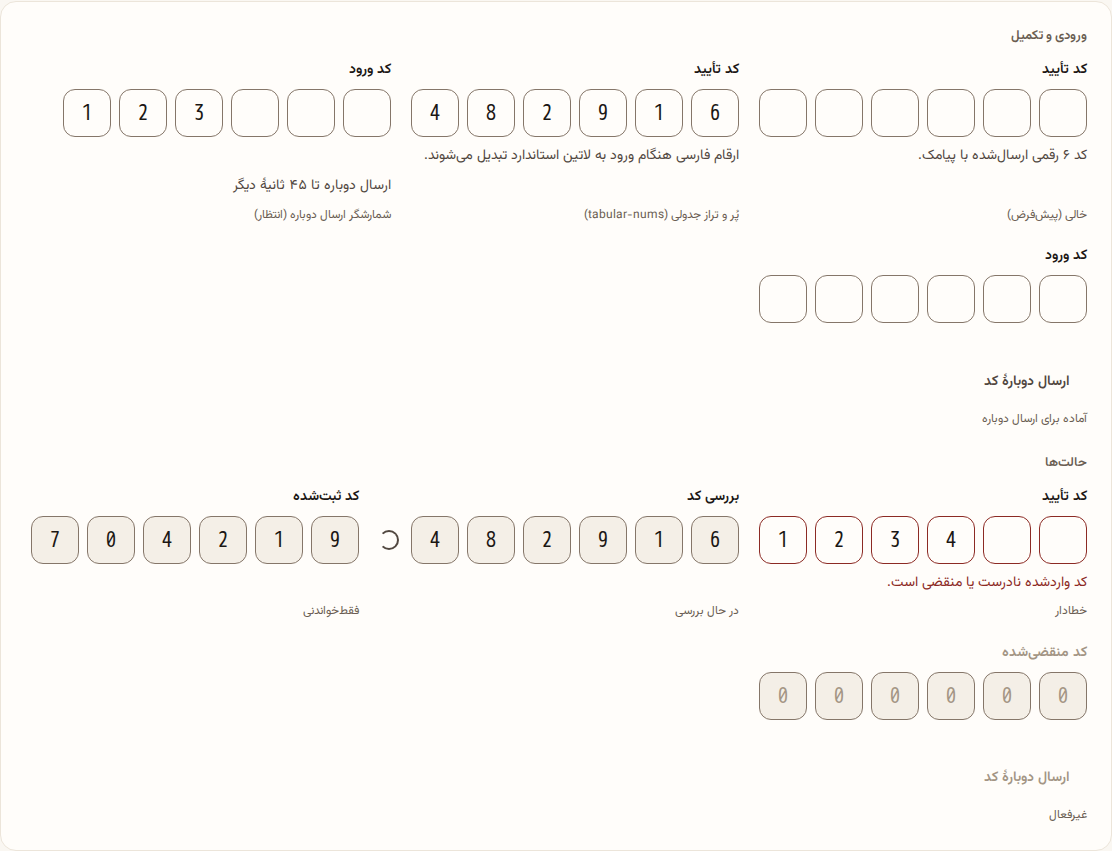 ورودی و تکمیل
کد تأیید
کد ۶ رقمی ارسال‌شده با پیامک.
خالی (پیش‌فرض)
کد تأیید
4 8 2 9 1 6
ارقام فارسی هنگام ورود به لاتین استاندارد تبدیل می‌شوند.
پُر و تراز جدولی (tabular-nums)
کد ورود
1 2 3
ارسال دوباره تا ۴۵ ثانیهٔ دیگر
شمارشگر ارسال دوباره (انتظار)
کد ورود
ارسال دوبارهٔ کد
آماده برای ارسال دوباره
حالت‌ها
کد تأیید
1 2 3 4
کد واردشده نادرست یا منقضی است.
خطادار
بررسی کد
4 8 2 9 1 6
در حال بررسی
کد ثبت‌شده
7 0 4 2 1 9
فقط‌خواندنی
کد منقضی‌شده
0 0 0 0 0 0
ارسال دوبارهٔ کد
غیرفعال